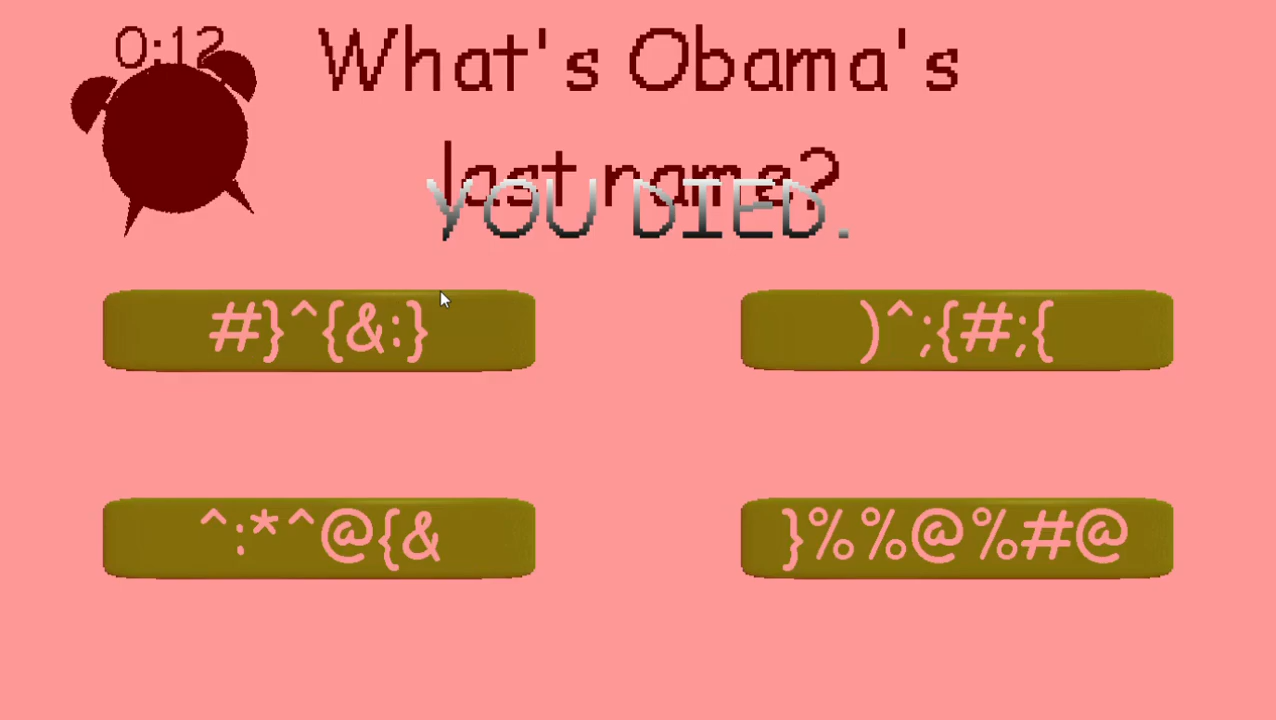 0:12
What's Obama's
last name?
YOU DIED.
#}^{&:}
)^;{#;{
^:*^@{&
}%%@%#@